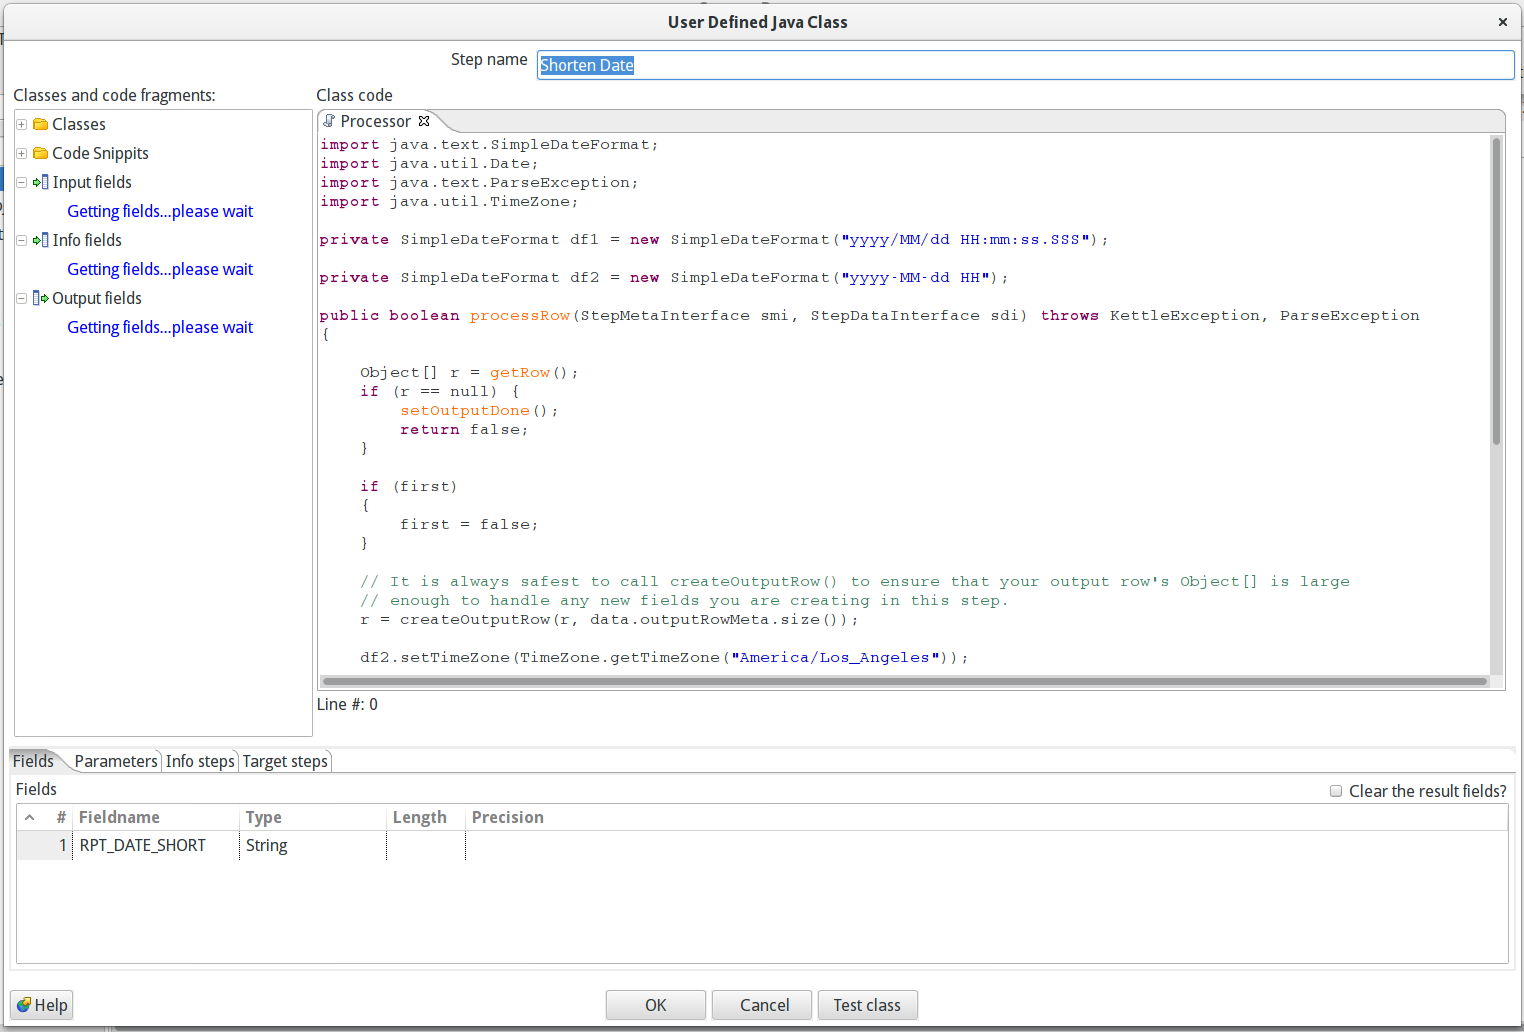 User Defined Java Class
Step name Shorten Date
Classes and code fragments:
Classes
Code Snippits
Input fields
Getting fields...please wait
Info fields
Getting fields...please wait
Output fields
Getting fields...please wait
Class code
Processor
import java.text.SimpleDateFormat;
import java.util.Date;
import java.text.ParseException;
import java.util.TimeZone;
private SimpleDateFormat df1 = new SimpleDateFormat("yyyy/MM/dd HH:mm:ss.SSS");
private SimpleDateFormat df2 = new SimpleDateFormat("yyyy-MM-dd HH");
public boolean processRow(StepMetaInterface smi, StepDataInterface sdi) throws KettleException, ParseException
{
Object[] r = getRow();
if (r == null) {
setOutputDone();
return false;
}
if (first)
{
first = false;
}
// It is always safest to call createOutputRow() to ensure that your output row's Object[] is large
// enough to handle any new fields you are creating in this step.
r = createOutputRow(r, data.outputRowMeta.size());
df2.setTimeZone(TimeZone.getTimeZone("America/Los_Angeles"));
Line #: 0
Fields Parameters Info steps Target steps
Fields
Clear the result fields?
# Fieldname Type Length Precision
1 RPT_DATE_SHORT String
Help OK Cancel Test class